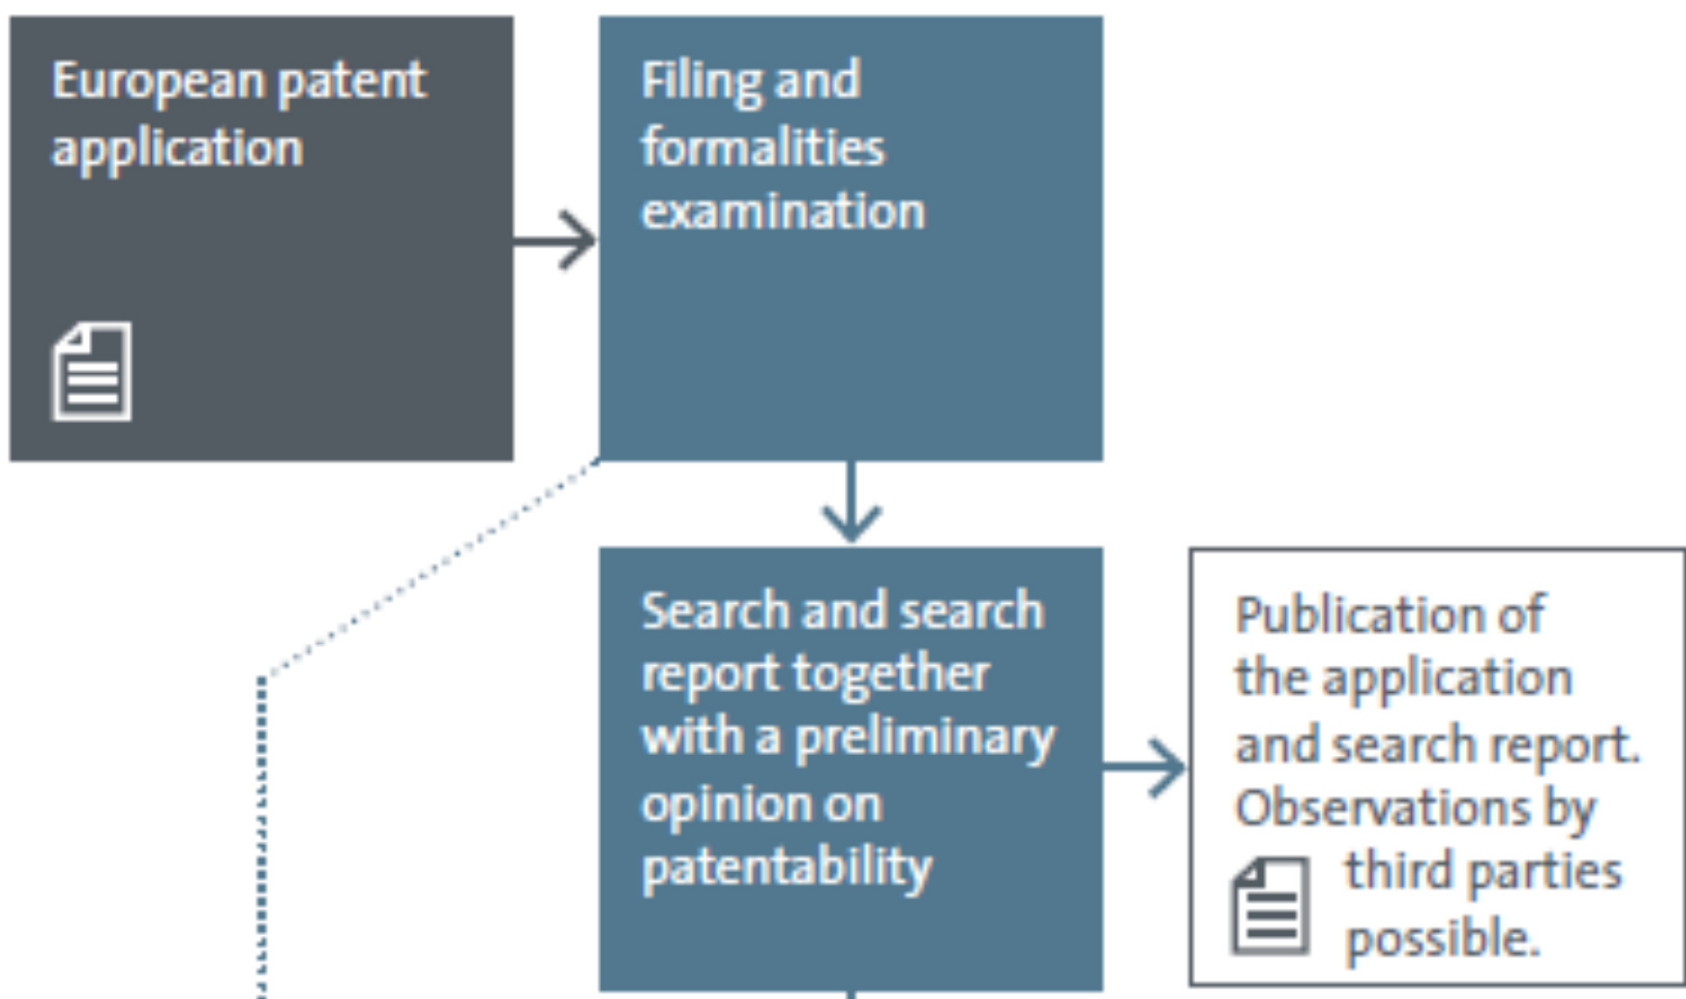 European patent
application
Filing and
formalities
examination
Search and search
report together
with a preliminary
opinion on
patentability
Publication of
the application
and search report.
Observations by
third parties
possible.